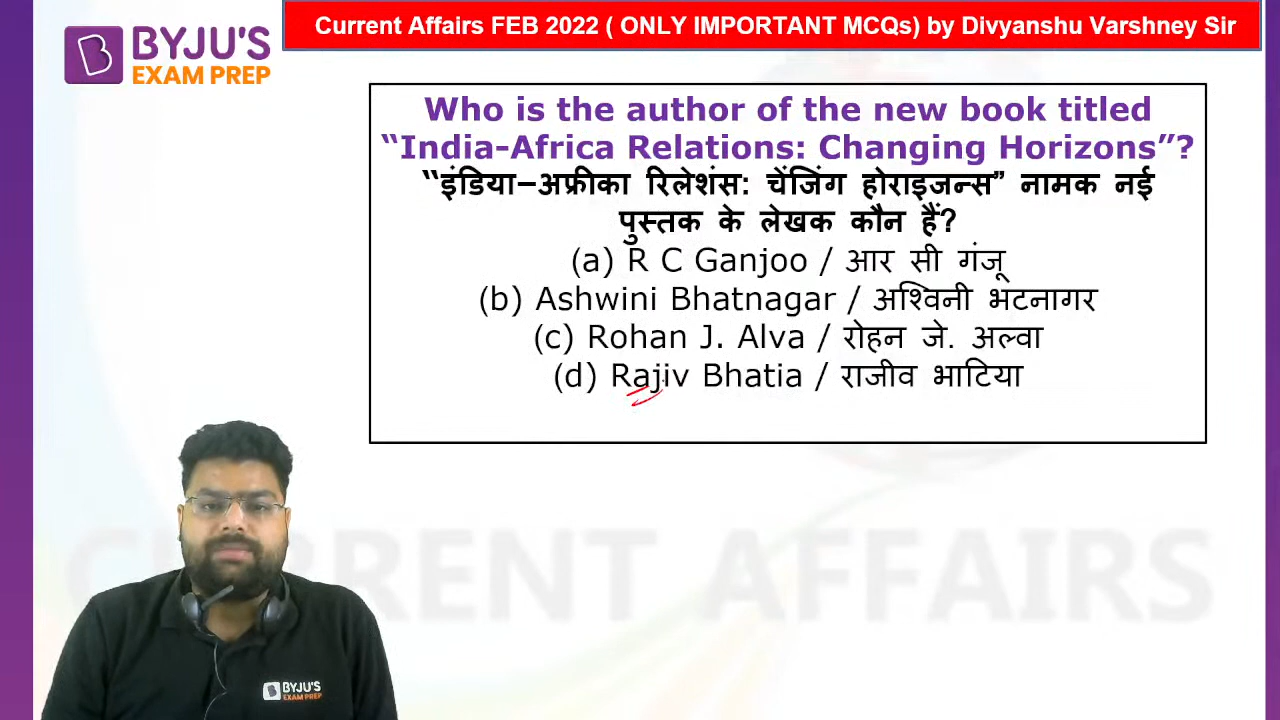 Current Affairs FEB 2022 ( ONLY IMPORTANT MCQs) by Divyanshu Varshney Sir
BYJU'S
EXAM PREP
Who is the author of the new book titled
“India-Africa Relations: Changing Horizons”?
“इंडिया–अफ्रीका रिलेशंस: चेंजिंग होराइजन्स” नामक नई
पुस्तक के लेखक कौन हैं?
(a) R C Ganjoo / आर सी गंजू
(b) Ashwini Bhatnagar / अश्विनी भटनागर
(c) Rohan J. Alva / रोहन जे. अल्वा
(d) Rajiv Bhatia / राजीव भाटिया
CURRENT AFFAIRS
BYJU'S
EXAM PREP